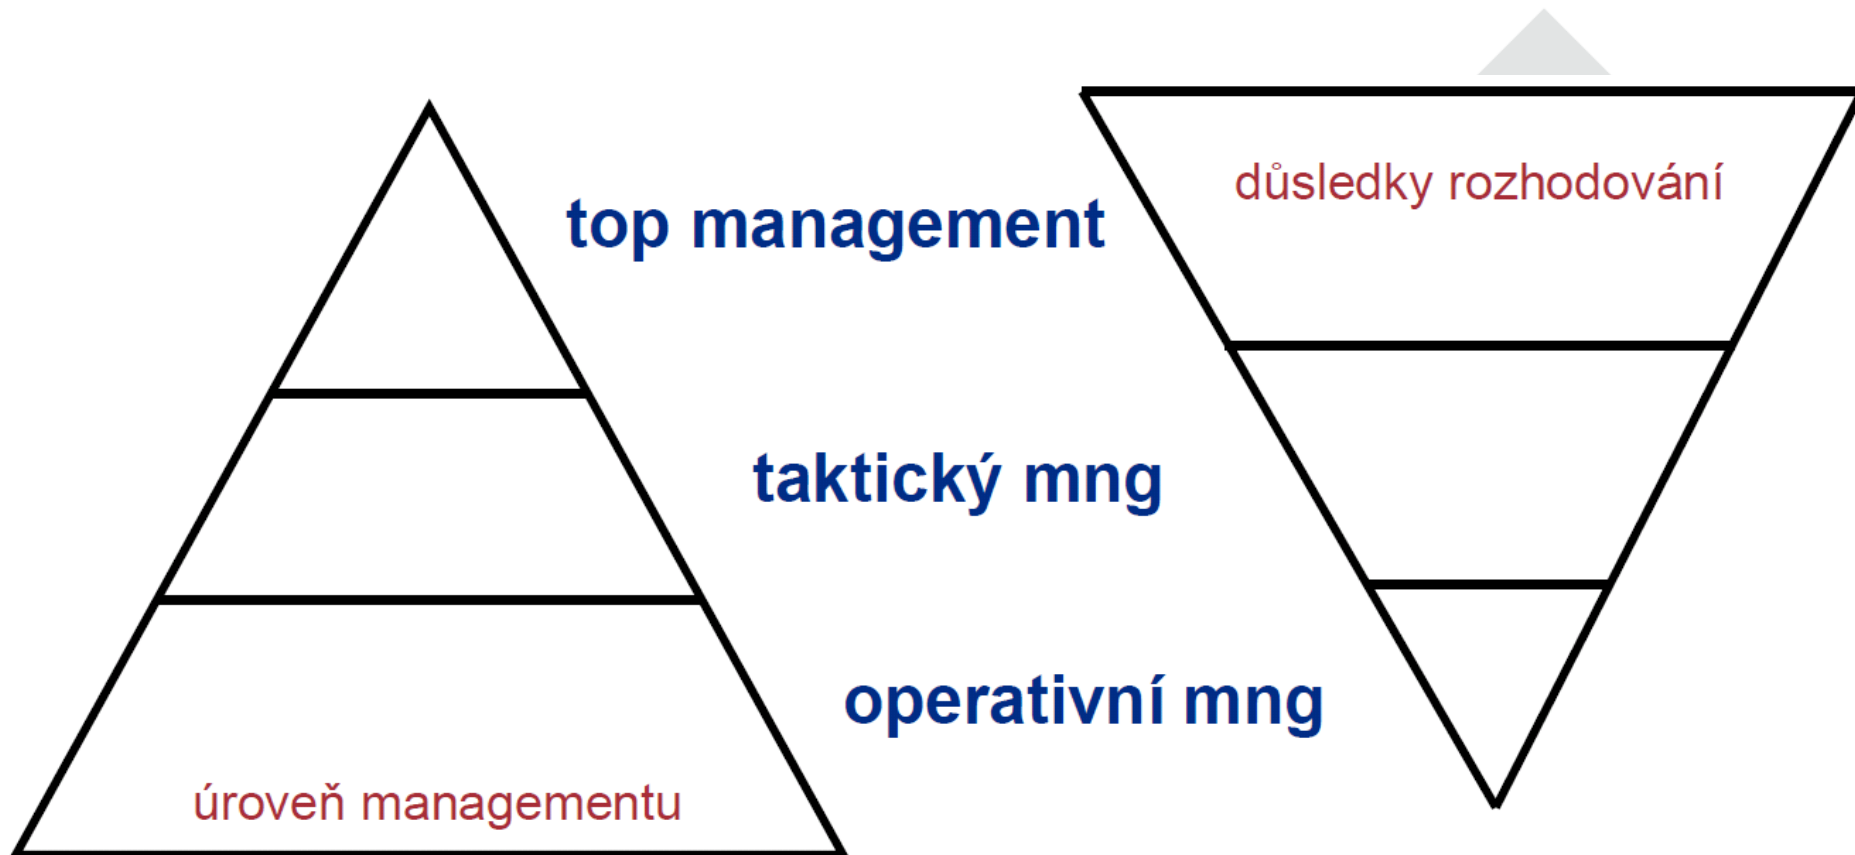 důsledky rozhodování
top management
taktický mng
operativní mng
úroveň managementu